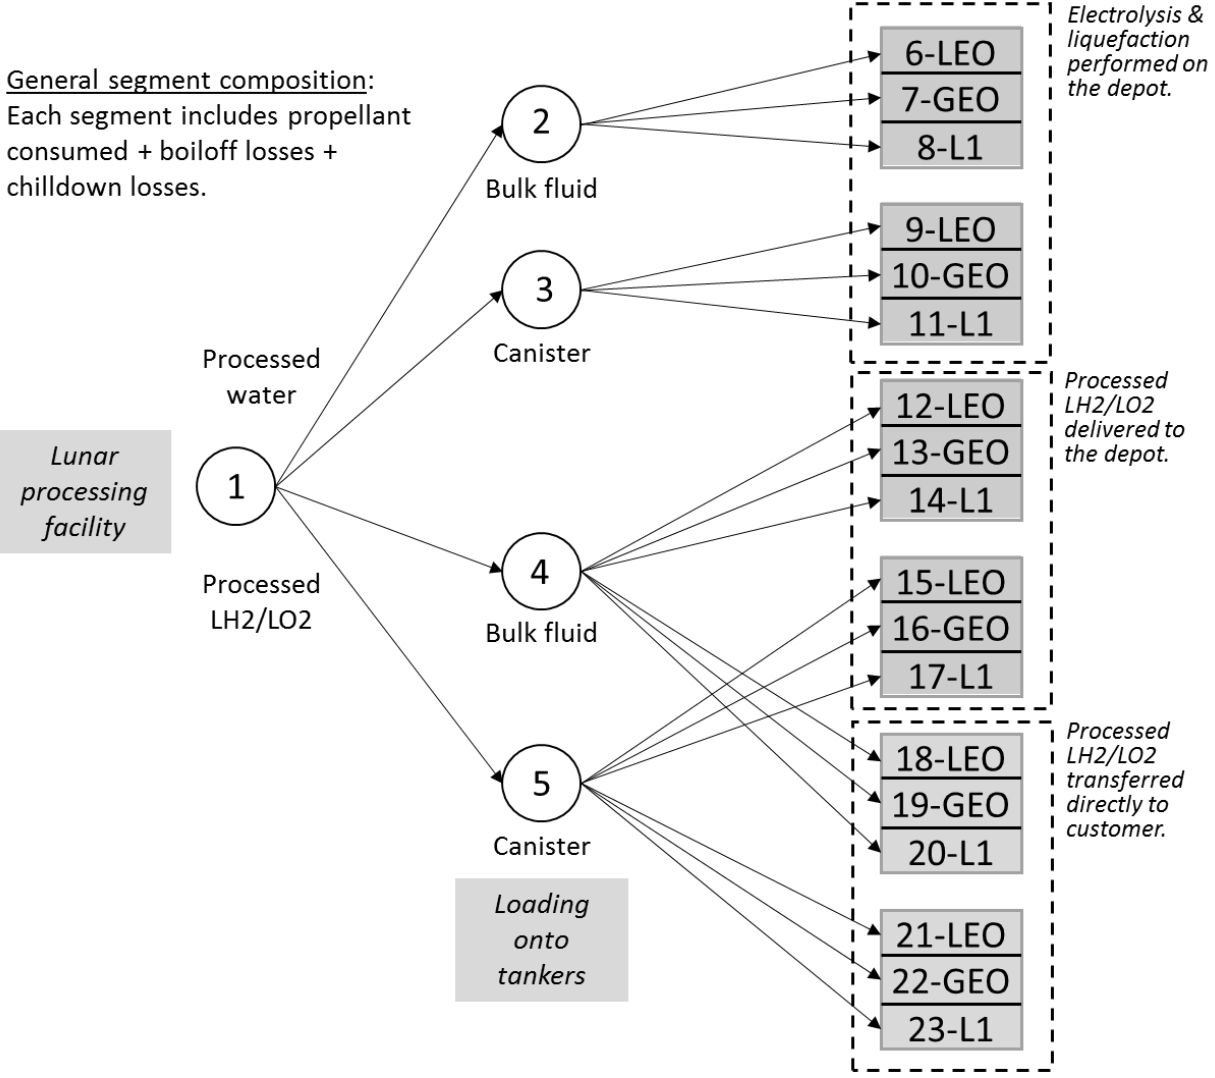 General segment composition:
Each segment includes propellant
consumed + boiloff losses +
chilldown losses.
Lunar
processing
facility
1
Processed
water
Processed
LH2/LO2
2
Bulk fluid
3
Canister
4
Bulk fluid
5
Canister
Loading
onto
tankers
6-LEO
7-GEO
8-L1
9-LEO
10-GEO
11-L1
Electrolysis &
liquefaction
performed on
the depot.
12-LEO
13-GEO
14-L1
15-LEO
16-GEO
17-L1
Processed
LH2/LO2
delivered to
the depot.
18-LEO
19-GEO
20-L1
21-LEO
22-GEO
23-L1
Processed
LH2/LO2
transferred
directly to
customer.